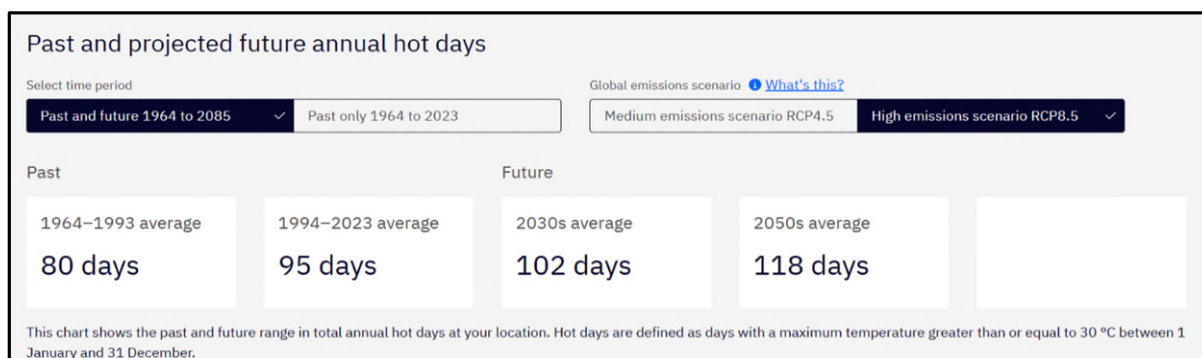 Past and projected future annual hot days
Select time period
Global emissions scenario What's this?
Past and future 1964 to 2085
Past only 1964 to 2023
Medium emissions scenario RCP4.5
High emissions scenario RCP8.5
Past
Future
1964–1993 average
80 days
1994–2023 average
95 days
2030s average
102 days
2050s average
118 days
This chart shows the past and future range in total annual hot days at your location. Hot days are defined as days with a maximum temperature greater than or equal to 30 °C between 1
January and 31 December.